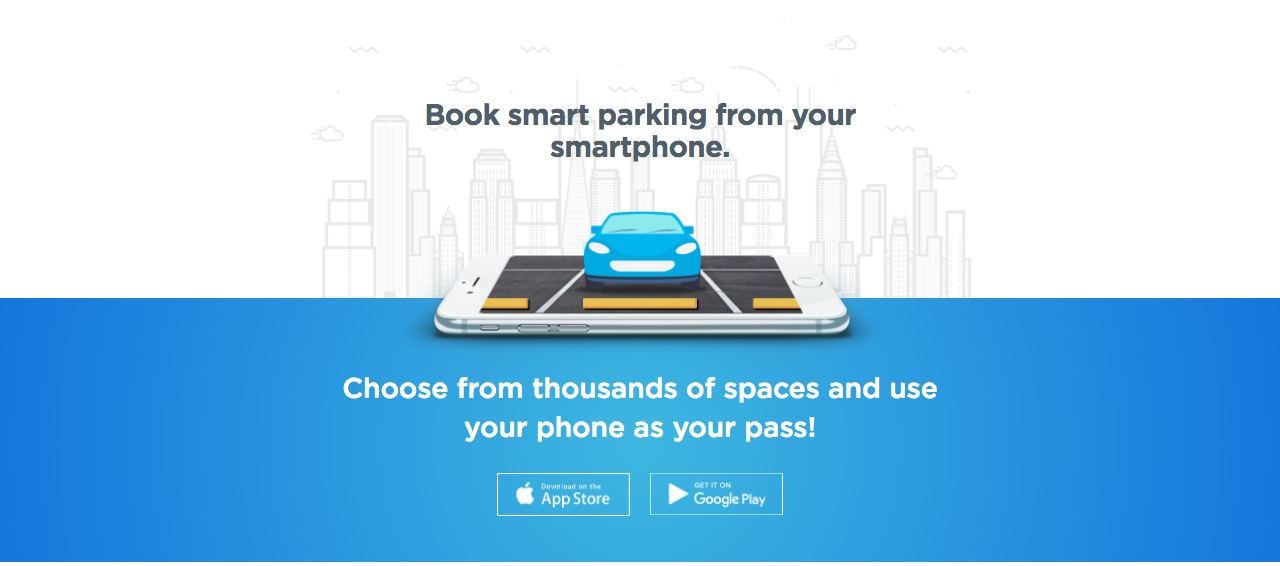 Book smart parking from your
smartphone.
Choose from thousands of spaces and use
your phone as your pass!
Download on the
App Store
GET IT ON
Google Play